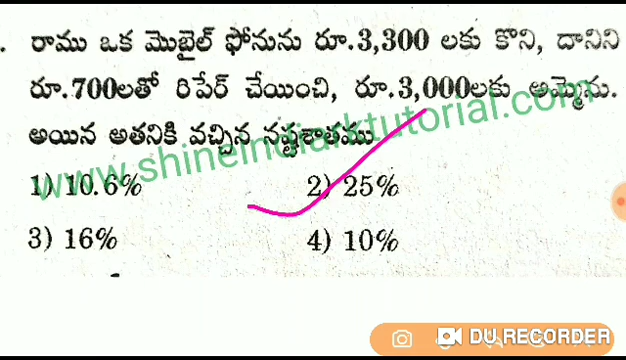 . రాము ఒక మొబైల్ ఫోనును రూ.3,300 లకు కొని, దానిని
రూ.700లతో రిపేర్ చేయించి, రూ.3,000లకు అమ్మెను.
అయిన అతనికి వచ్చిన నష్టశాతము
www.shineindiarktutorial.com
1) 10.6% 2) 25%
3) 16% 4) 10%
DU RECORDER